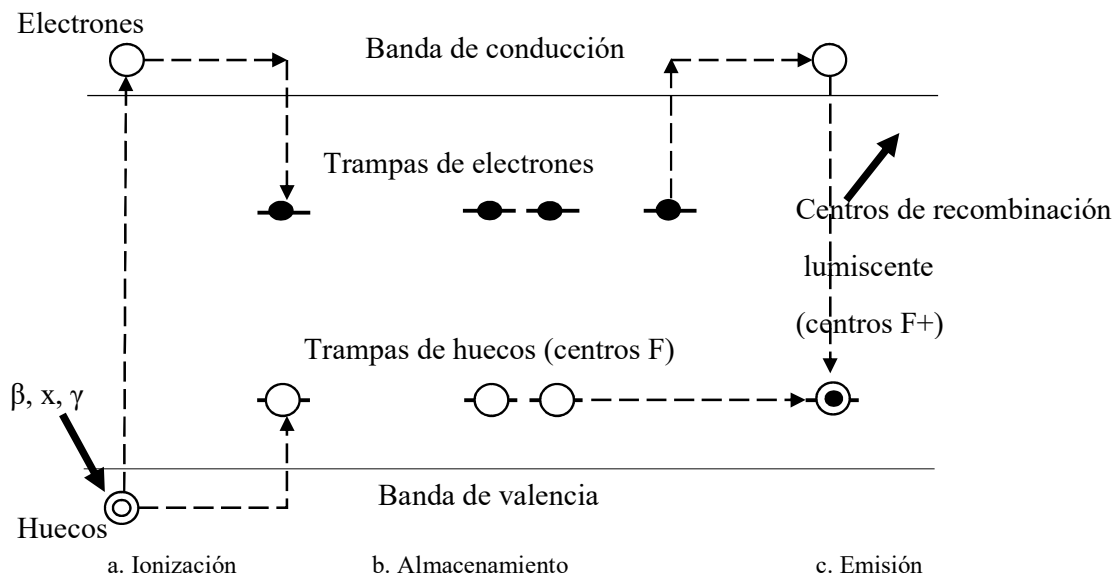 Electrones
Banda de conducción
Trampas de electrones
Centros de recombinación
lumiscente
(centros F+)
Trampas de huecos (centros F)
β, x, γ
Banda de valencia
Huecos
a. Ionización
b. Almacenamiento
c. Emisión